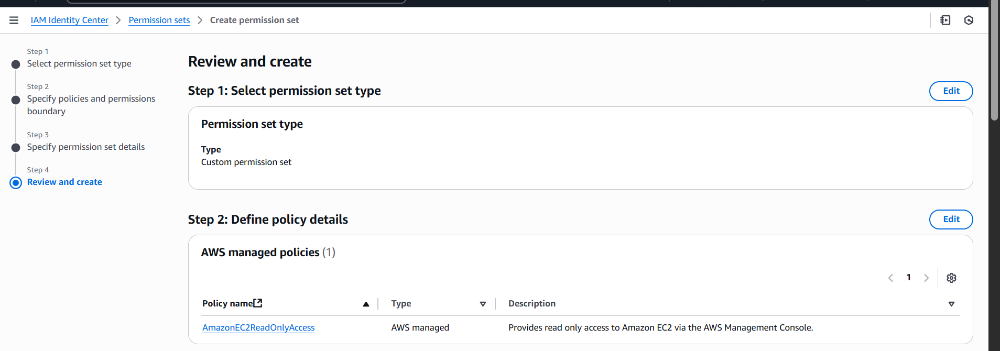 IAM Identity Center > Permission sets > Create permission set
Step 1
Select permission set type
Step 2
Specify policies and permissions
boundary
Step 3
Specify permission set details
Step 4
Review and create
Review and create
Step 1: Select permission set type
Edit
Permission set type
Type
Custom permission set
Step 2: Define policy details
Edit
AWS managed policies (1)
1
Policy name Type Description
AmazonEC2ReadOnlyAccess AWS managed Provides read only access to Amazon EC2 via the AWS Management Console.